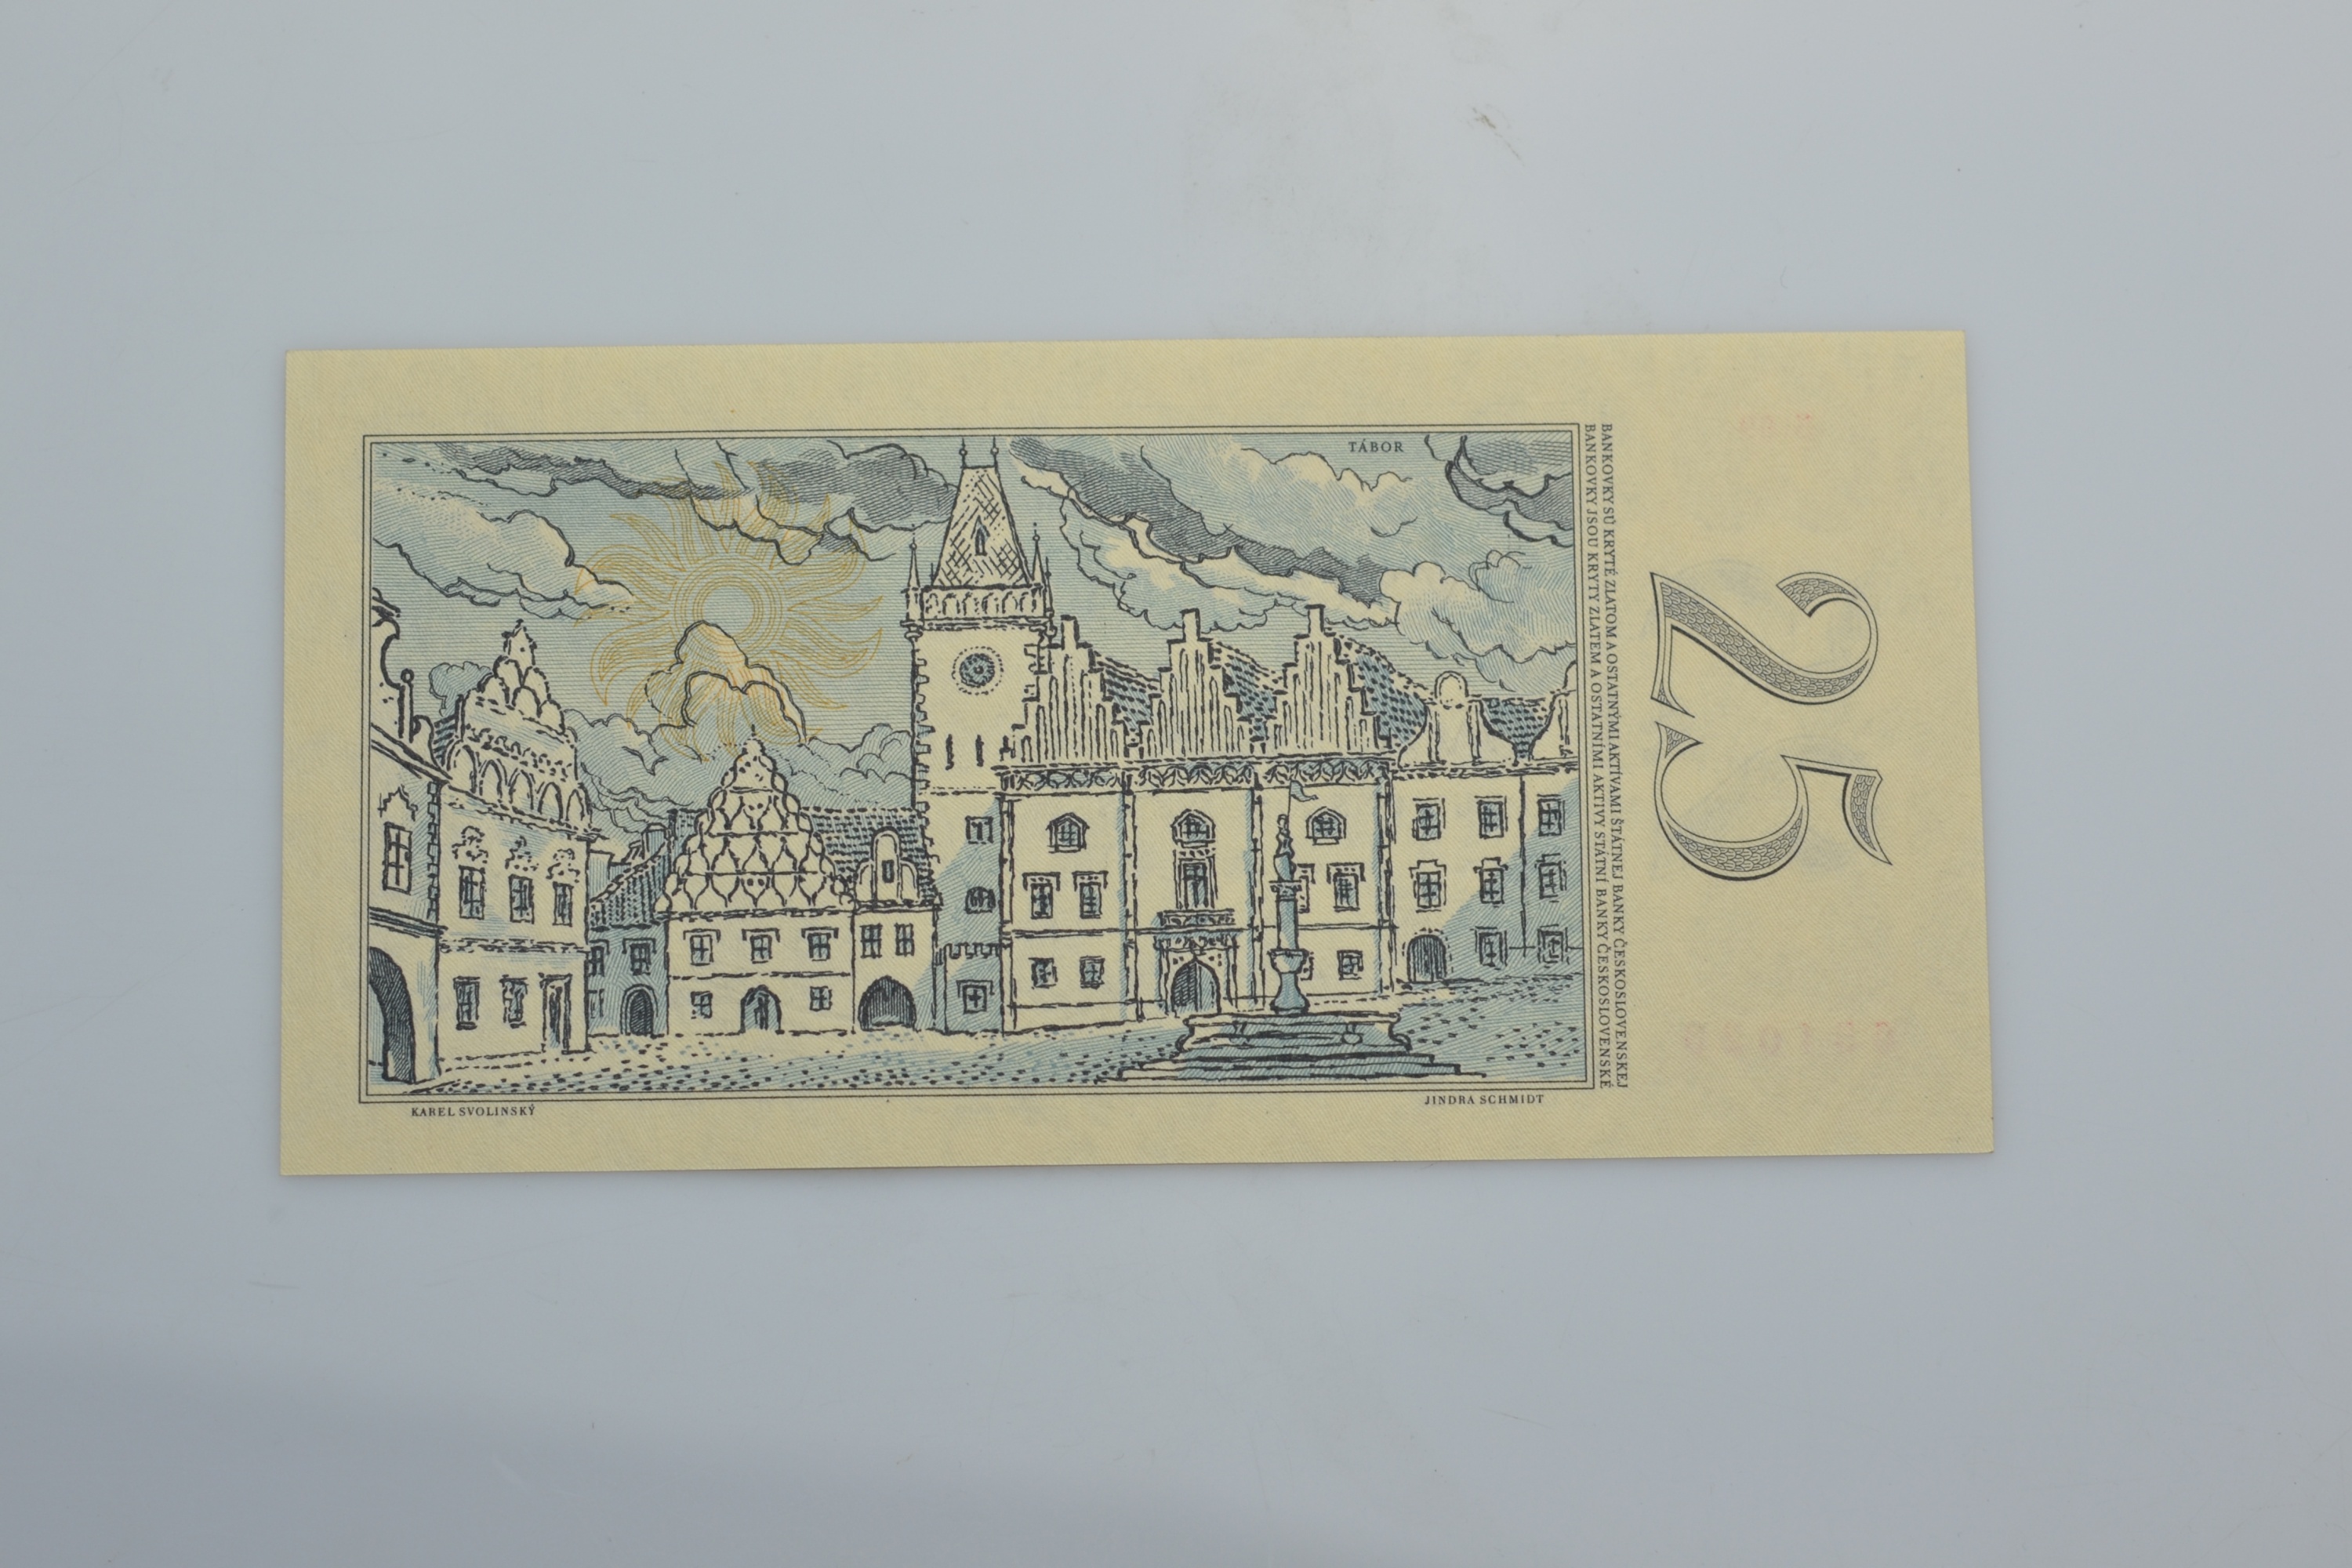 TÁBOR
BANKOVKY SÚ KRYTÉ ZLATOM A OSTATNÝMI AKTÍVAMI ŠTÁTNEJ BANKY ČESKOSLOVENSKEJ
BANKOVKY JSOU KRYTY ZLATEM A OSTATNÍMI AKTIVY STÁTNÍ BANKY ČESKOSLOVENSKÉ
25
KAREL SVOLINSKÝ
JINDRA SCHMIDT